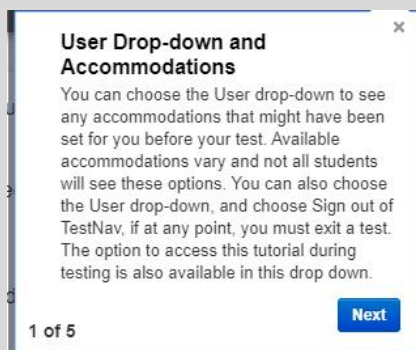 ×
User Drop-down and
Accommodations
You can choose the User drop-down to see
any accommodations that might have been
set for you before your test. Available
accommodations vary and not all students
will see these options. You can also choose
the User drop-down, and choose Sign out of
TestNav, if at any point, you must exit a test.
The option to access this tutorial during
testing is also available in this drop down.
Next
1 of 5